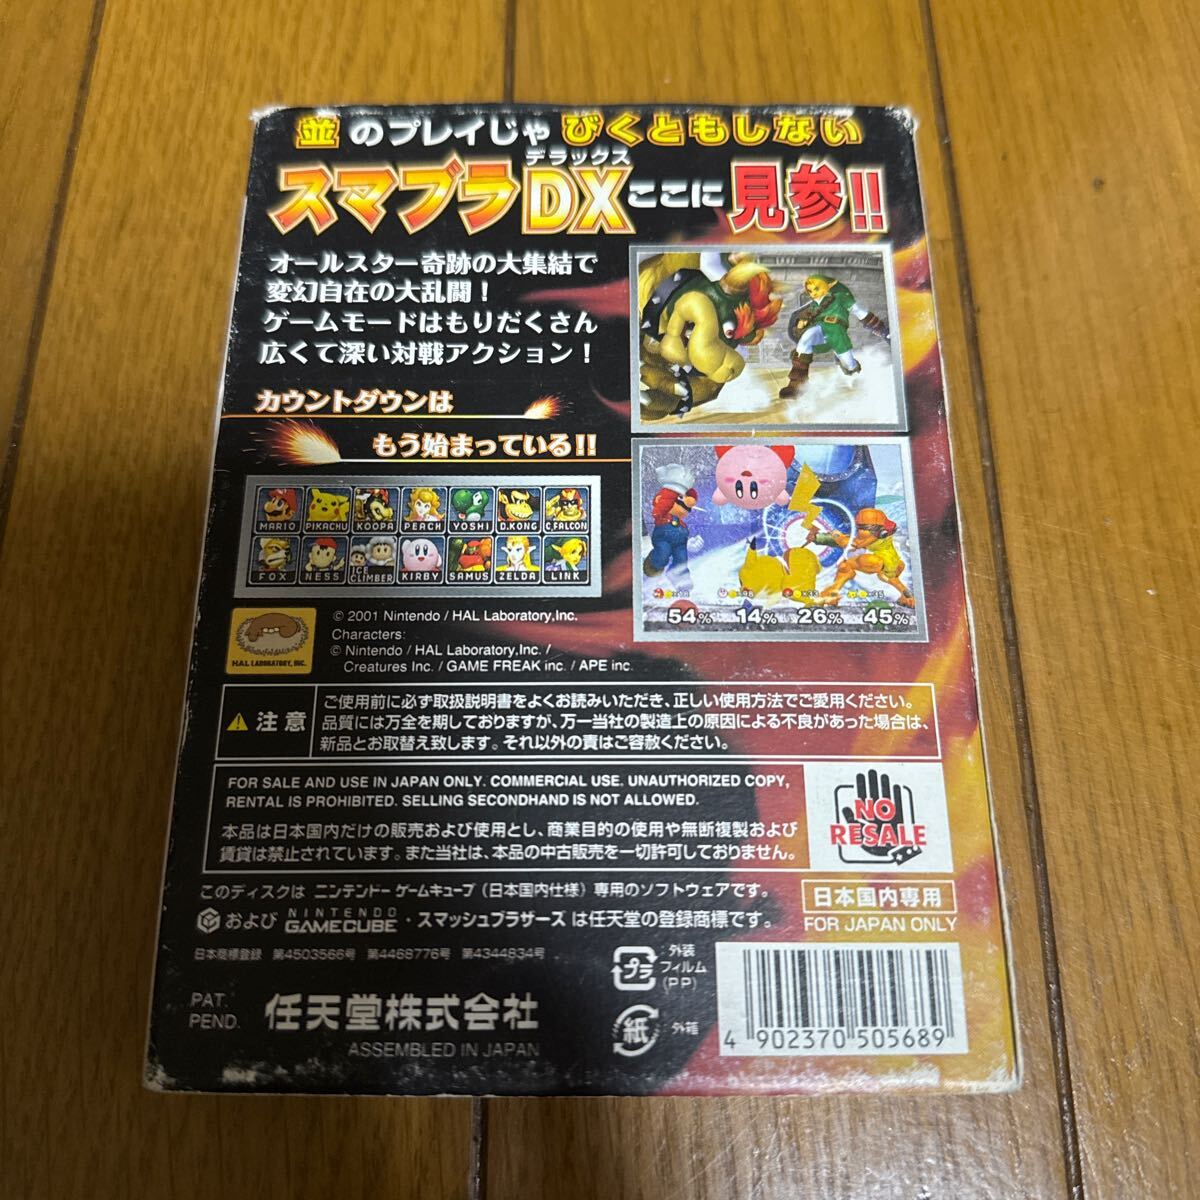 並のプレイじゃびくともしない
デラックス
スマブラDXここに見参!!
オールスター奇跡の大集結で
変幻自在の大乱闘!
ゲームモードはもりだくさん
広くて深い対戦アクション!
カウントダウンは
もう始まっている!!
MARIO PIKACHU KOOPA PEACH YOSHI D.KONG C.FALCON
FOX NESS ICE CLIMBER KIRBY SAMUS ZELDA LINK
54% 14% 26% 45%
HAL LABORATORY, INC.
© 2001 Nintendo / HAL Laboratory,Inc.
Characters:
© Nintendo / HAL Laboratory,Inc. /
Creatures Inc. / GAME FREAK inc. / APE inc.
注意
ご使用前に必ず取扱説明書をよくお読みいただき、正しい使用方法でご愛用ください。
品質には万全を期しておりますが、万一当社の製造上の原因による不良があった場合は、
新品とお取替え致します。それ以外の責はご容赦ください。
FOR SALE AND USE IN JAPAN ONLY. COMMERCIAL USE. UNAUTHORIZED COPY,
RENTAL IS PROHIBITED. SELLING SECONDHAND IS NOT ALLOWED.
本品は日本国内だけの販売および使用とし、商業目的の使用や無断複製および
賃貸は禁止されています。また当社は、本品の中古販売を一切許可しておりません。
NO RESALE
このディスクは ニンテンドー ゲームキューブ(日本国内仕様)専用のソフトウェアです。
および NINTENDO GAMECUBE・スマッシュブラザーズ は任天堂の登録商標です。
日本国内専用
FOR JAPAN ONLY
日本商標登録 第4503566号 第4468776号 第4344834号
PAT. PEND.
任天堂株式会社
ASSEMBLED IN JAPAN
プラ
外装フィルム(PP)
紙
外箱
4 902370 505689